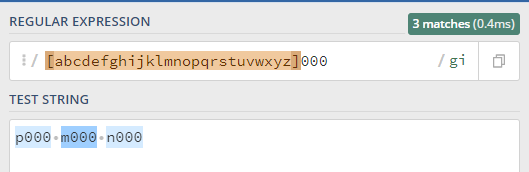 REGULAR EXPRESSION 3 matches (0.4ms)
/ [abcdefghijklmnopqrstuvwxyz]000 / gi
TEST STRING
p000·m000·n000